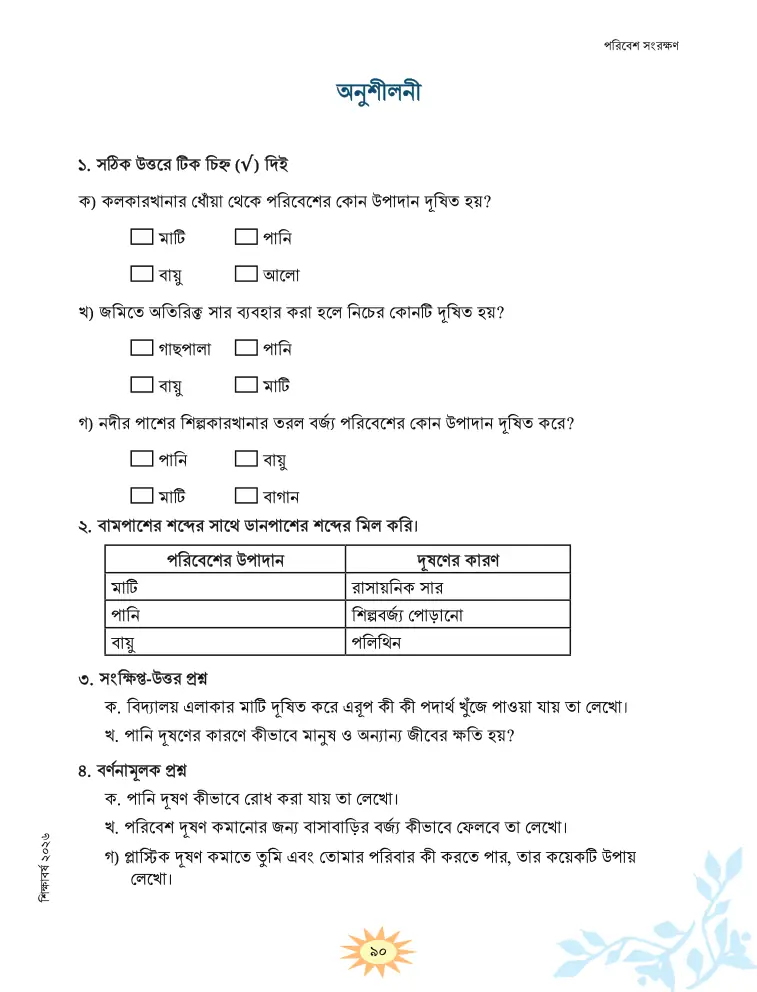 পরিবেশ সংরক্ষণ
অনুশীলনী
১. সঠিক উত্তরে টিক চিহ্ন (√) দিই
ক) কলকারখানার ধোঁয়া থেকে পরিবেশের কোন উপাদান দূষিত হয়?
মাটি পানি
বায়ু আলো
খ) জমিতে অতিরিক্ত সার ব্যবহার করা হলে নিচের কোনটি দূষিত হয়?
গাছপালা পানি
বায়ু মাটি
গ) নদীর পাশের শিল্পকারখানার তরল বর্জ্য পরিবেশের কোন উপাদান দূষিত করে?
পানি বায়ু
মাটি বাগান
২. বামপাশের শব্দের সাথে ডানপাশের শব্দের মিল করি।
পরিবেশের উপাদান দূষণের কারণ
মাটি রাসায়নিক সার
পানি শিল্পবর্জ্য পোড়ানো
বায়ু পলিথিন
৩. সংক্ষিপ্ত-উত্তর প্রশ্ন
ক. বিদ্যালয় এলাকার মাটি দূষিত করে এরূপ কী কী পদার্থ খুঁজে পাওয়া যায় তা লেখো।
খ. পানি দূষণের কারণে কীভাবে মানুষ ও অন্যান্য জীবের ক্ষতি হয়?
৪. বর্ণনামূলক প্রশ্ন
ক. পানি দূষণ কীভাবে রোধ করা যায় তা লেখো।
খ. পরিবেশ দূষণ কমানোর জন্য বাসাবাড়ির বর্জ্য কীভাবে ফেলবে তা লেখো।
গ) প্লাস্টিক দূষণ কমাতে তুমি এবং তোমার পরিবার কী করতে পার, তার কয়েকটি উপায়
লেখো।
শিক্ষাবর্ষ ২০২৬
৯০